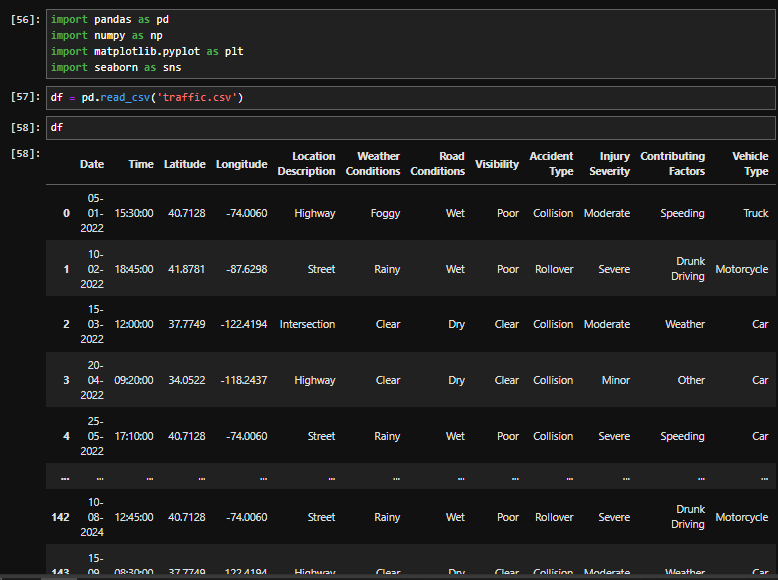 [56]: import pandas as pd
import numpy as np
import matplotlib.pyplot as plt
import seaborn as sns
[57]: df = pd.read_csv('traffic.csv')
[58]: df
[58]:
Date Time Latitude Longitude Location Description Weather Conditions Road Conditions Visibility Accident Type Injury Severity Contributing Factors Vehicle Type
0 05-01-2022 15:30:00 40.7128 -74.0060 Highway Foggy Wet Poor Collision Moderate Speeding Truck
1 10-02-2022 18:45:00 41.8781 -87.6298 Street Rainy Wet Poor Rollover Severe Drunk Driving Motorcycle
2 15-03-2022 12:00:00 37.7749 -122.4194 Intersection Clear Dry Clear Collision Moderate Weather Car
3 20-04-2022 09:20:00 34.0522 -118.2437 Highway Clear Dry Clear Collision Minor Other Car
4 25-05-2022 17:10:00 40.7128 -74.0060 Street Rainy Wet Poor Collision Severe Speeding Car
... ... ... ... ... ... ... ... ... ... ... ... ...
142 10-08-2024 12:45:00 40.7128 -74.0060 Street Rainy Wet Poor Rollover Severe Drunk Driving Motorcycle
143 15-09- 08:30:00 37.7749 -122.4194 Highway Clear Dry Clear Collision Moderate Weather Car